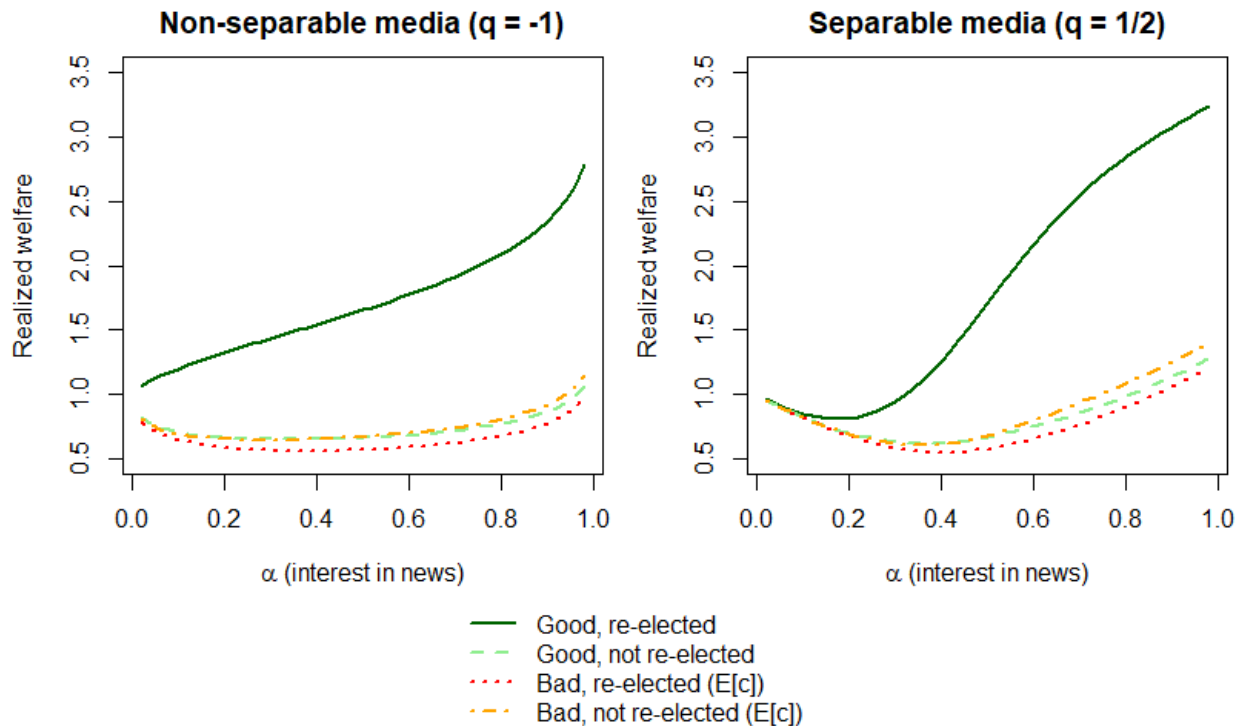 Non-separable media (q = -1)
Separable media (q = 1/2)
Realized welfare
3.5
3.0
2.5
2.0
1.5
1.0
0.5
0.0 0.2 0.4 0.6 0.8 1.0
α (interest in news)
Realized welfare
3.5
3.0
2.5
2.0
1.5
1.0
0.5
0.0 0.2 0.4 0.6 0.8 1.0
α (interest in news)
Good, re-elected
Good, not re-elected
Bad, re-elected (E[c])
Bad, not re-elected (E[c])